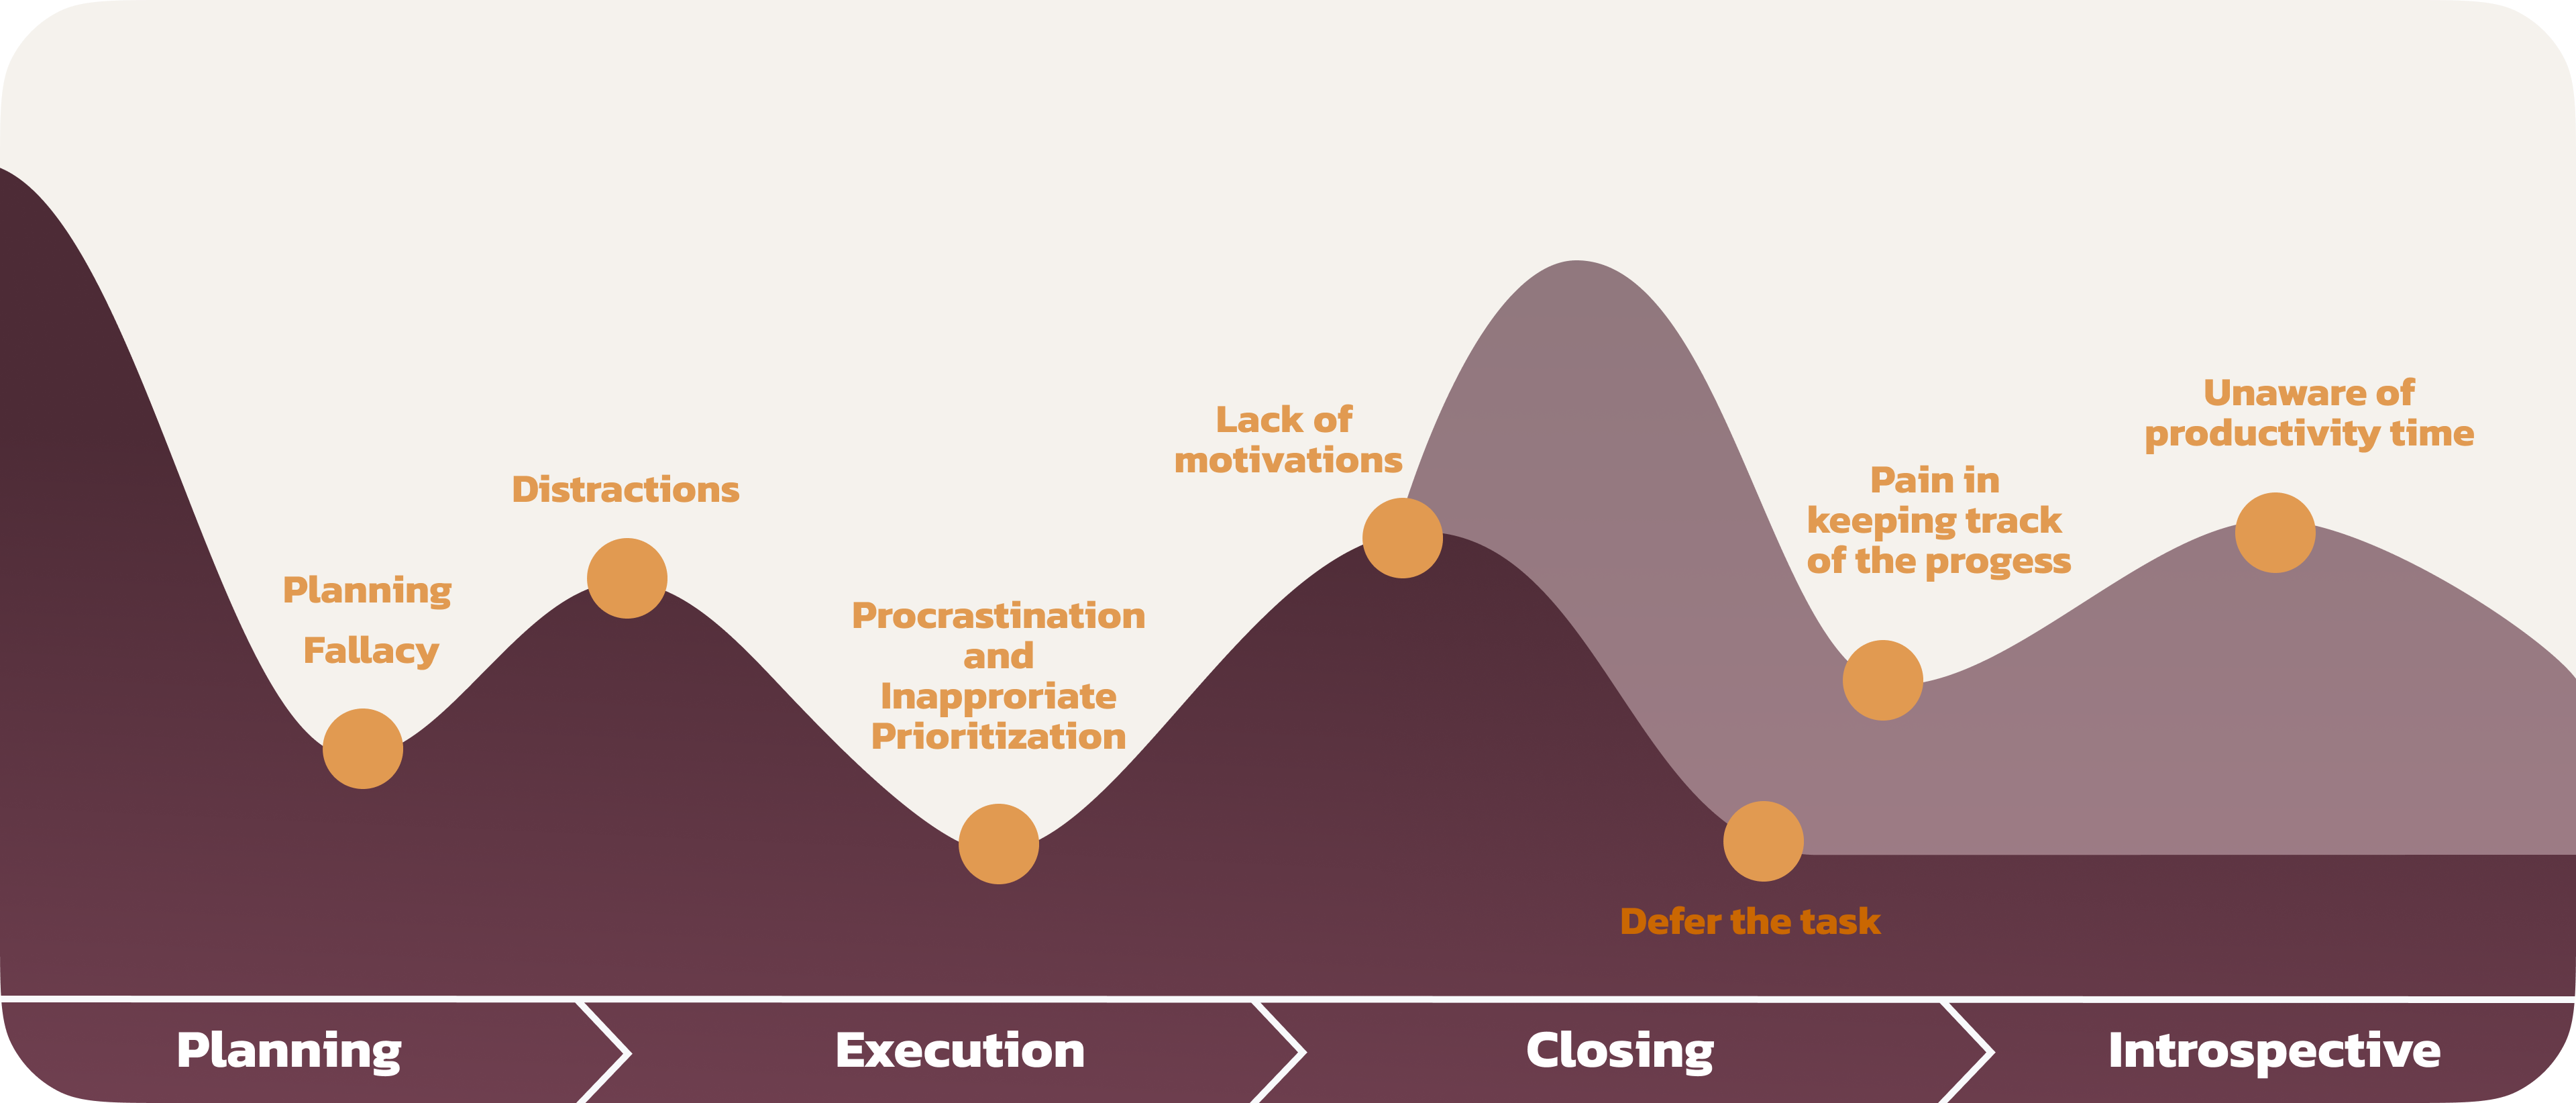 Planning
Fallacy
Distractions
Procrastination
and
Inapproriate
Prioritization
Lack of
motivations
Defer the task
Pain in
keeping track
of the progess
Unaware of
productivity time
Planning
Execution
Closing
Introspective